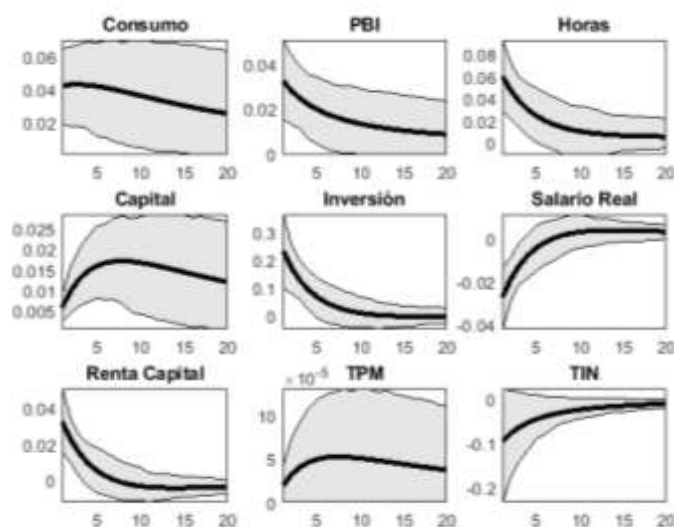 Consumo PBI Horas
0.06 0.04 0.02
0.04 0.02 0
0.08 0.06 0.04 0.02 0
5 10 15 20 5 10 15 20 5 10 15 20
Capital Inversión Salario Real
0.025 0.02 0.015 0.01 0.005
0.3 0.2 0.1 0
0 -0.02 -0.04
5 10 15 20 5 10 15 20 5 10 15 20
Renta Capital × 10⁻⁵ TPM TIN
0.04 0.02 0
10 5 0
0 -0.1 -0.2
5 10 15 20 5 10 15 20 5 10 15 20